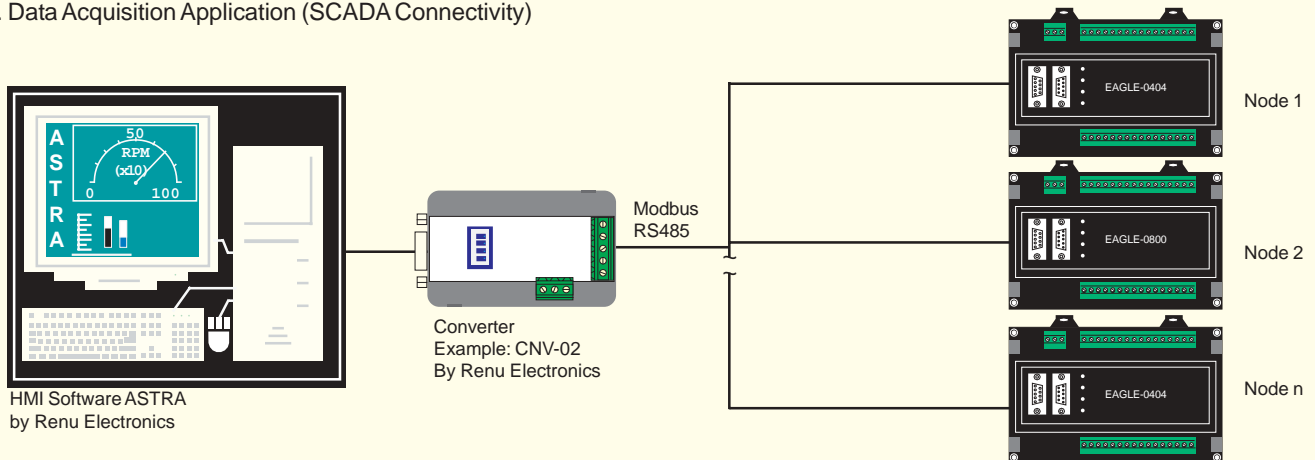 . Data Acquisition Application (SCADA Connectivity)
ASTRA
50
RPM
(x10)
0 100
HMI Software ASTRA
by Renu Electronics
Converter
Example: CNV-02
By Renu Electronics
Modbus
RS485
EAGLE-0404
Node 1
EAGLE-0800
Node 2
EAGLE-0404
Node n